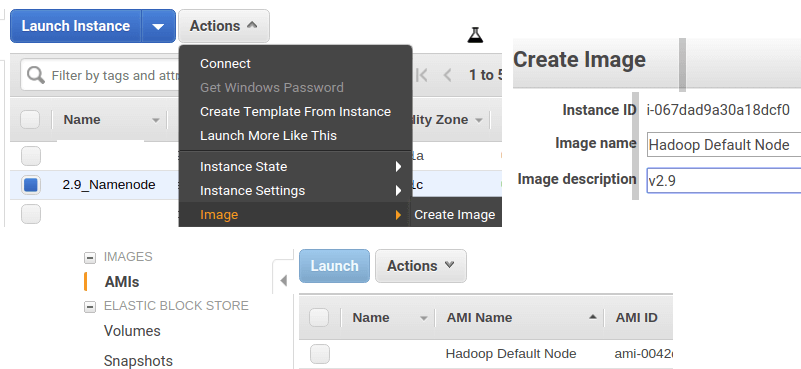 Launch Instance
Actions
Connect
Get Windows Password
Create Template From Instance
Launch More Like This
Instance State
Instance Settings
Image
Create Image
Filter by tags and attr
1 to 5
Name
lity Zone
1a
2.9_Namenode
1c
Create Image
Instance ID i-067dad9a30a18dcf0
Image name Hadoop Default Node
Image description v2.9
IMAGES
AMIs
ELASTIC BLOCK STORE
Volumes
Snapshots
Launch
Actions
Name AMI Name AMI ID
Hadoop Default Node ami-0042